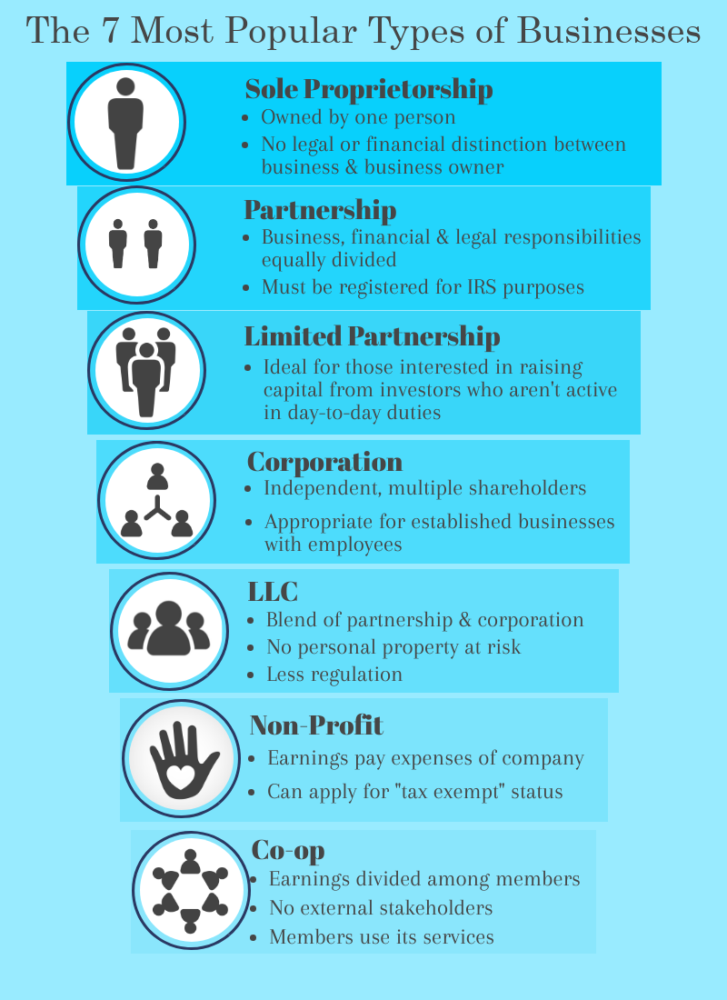 The 7 Most Popular Types of Businesses
Sole Proprietorship
• Owned by one person
• No legal or financial distinction between
business & business owner
Partnership
• Business, financial & legal responsibilities
equally divided
• Must be registered for IRS purposes
Limited Partnership
• Ideal for those interested in raising
capital from investors who aren't active
in day-to-day duties
Corporation
• Independent, multiple shareholders
• Appropriate for established businesses
with employees
LLC
• Blend of partnership & corporation
• No personal property at risk
• Less regulation
Non-Profit
• Earnings pay expenses of company
• Can apply for "tax exempt" status
Co-op
• Earnings divided among members
• No external stakeholders
• Members use its services